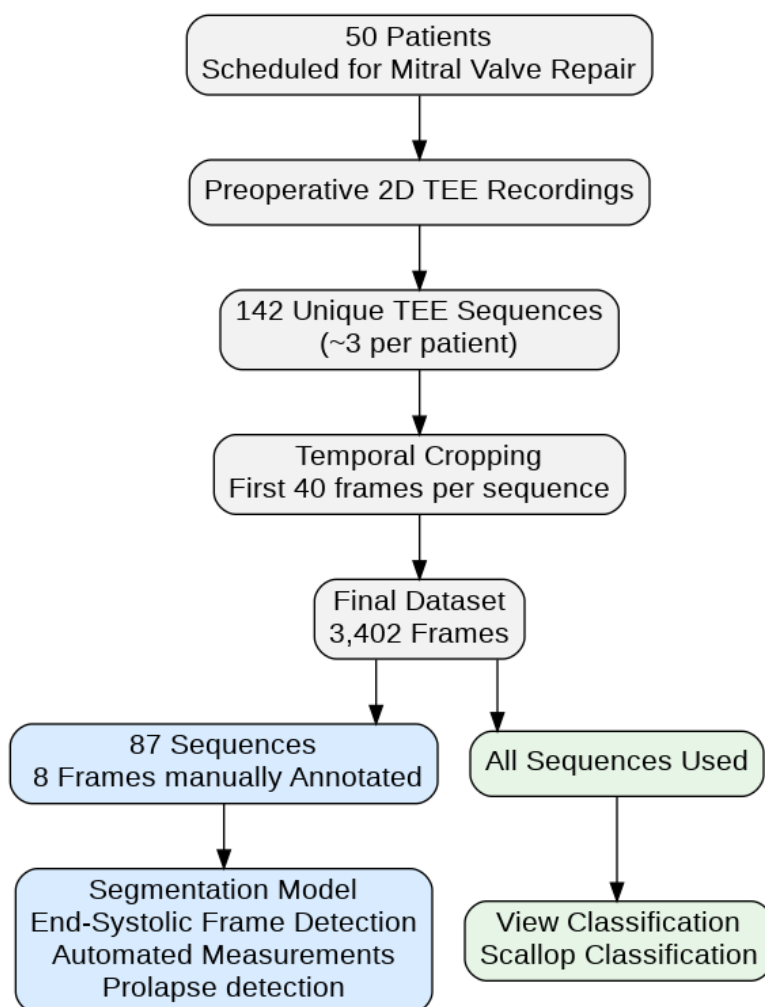 50 Patients
Scheduled for Mitral Valve Repair
Preoperative 2D TEE Recordings
142 Unique TEE Sequences
(~3 per patient)
Temporal Cropping
First 40 frames per sequence
Final Dataset
3,402 Frames
87 Sequences
8 Frames manually Annotated
All Sequences Used
Segmentation Model
End-Systolic Frame Detection
Automated Measurements
Prolapse detection
View Classification
Scallop Classification